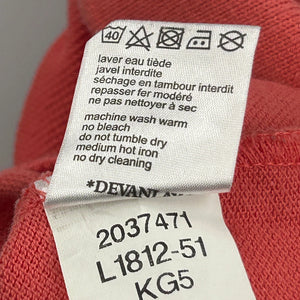 40
laver eau tiède
javel interdite
séchage en tambour interdit
repasser fer modéré
ne pas nettoyer à sec
machine wash warm
no bleach
do not tumble dry
medium hot iron
no dry cleaning
2037471
L1812-51
KG5